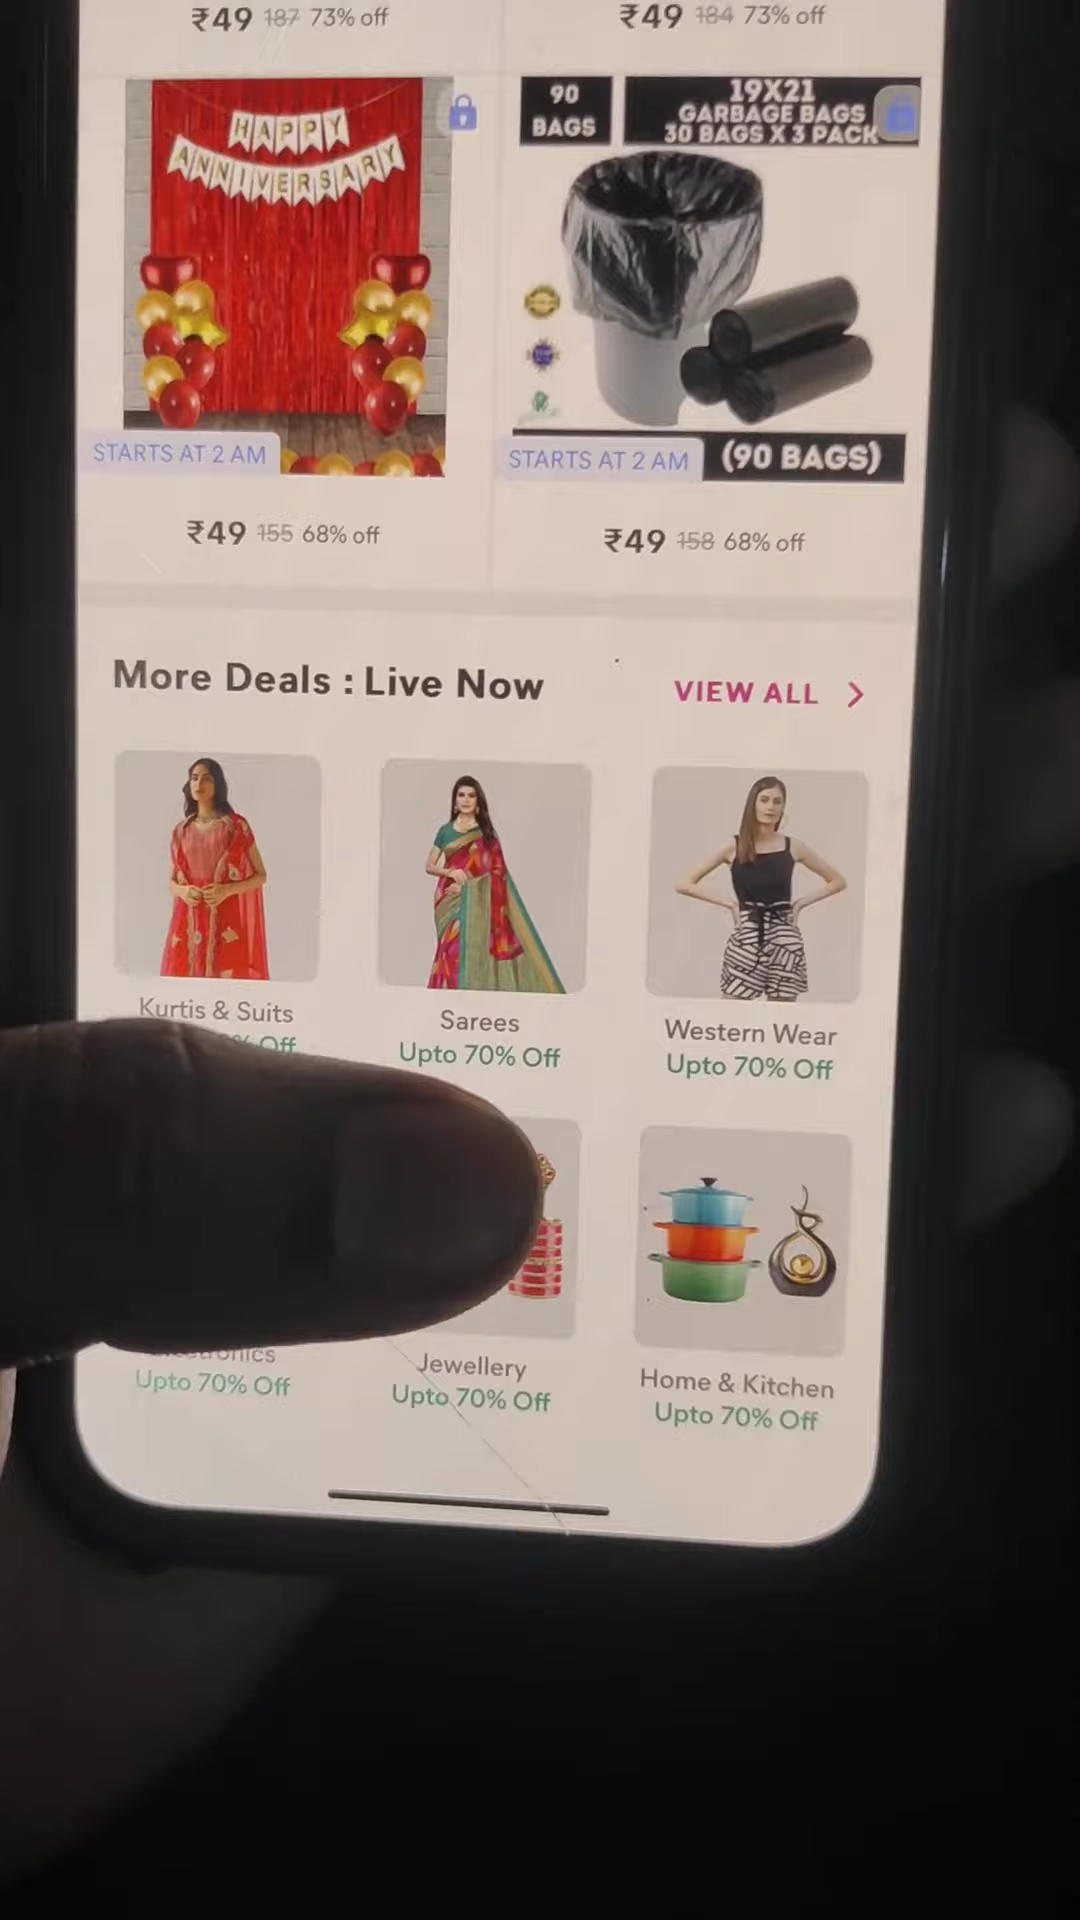 ₹49 187 73% off
₹49 184 73% off
HAPPY
ANNIVERSARY
STARTS AT 2 AM
₹49 155 68% off
90
BAGS
19X21
GARBAGE BAGS
30 BAGS X 3 PACK
STARTS AT 2 AM
(90 BAGS)
₹49 158 68% off
More Deals : Live Now
VIEW ALL >
Kurtis & Suits
% Off
Sarees
Upto 70% Off
Western Wear
Upto 70% Off
Upto 70% Off
Jewellery
Upto 70% Off
Home & Kitchen
Upto 70% Off